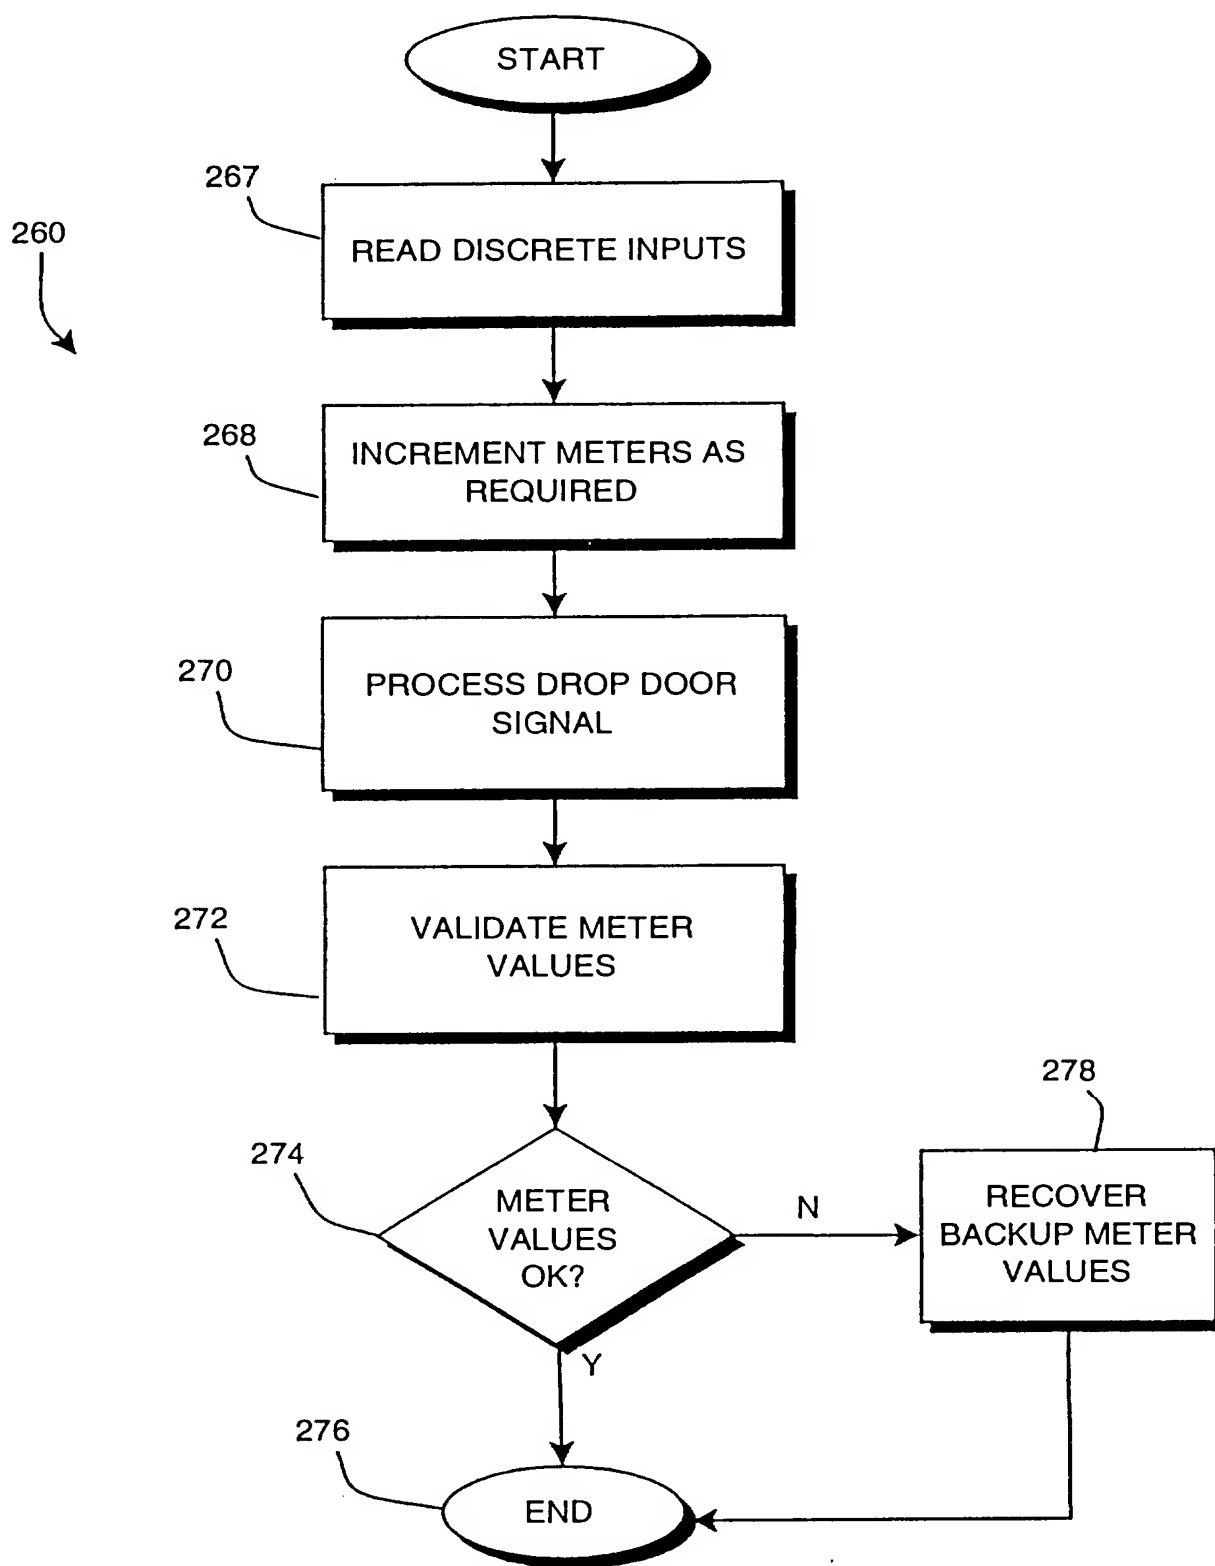 START
267
260
READ DISCRETE INPUTS
268
INCREMENT METERS AS
REQUIRED
270
PROCESS DROP DOOR
SIGNAL
272
VALIDATE METER
VALUES
278
274
METER
VALUES
OK?
N
RECOVER
BACKUP METER
VALUES
Y
276
END